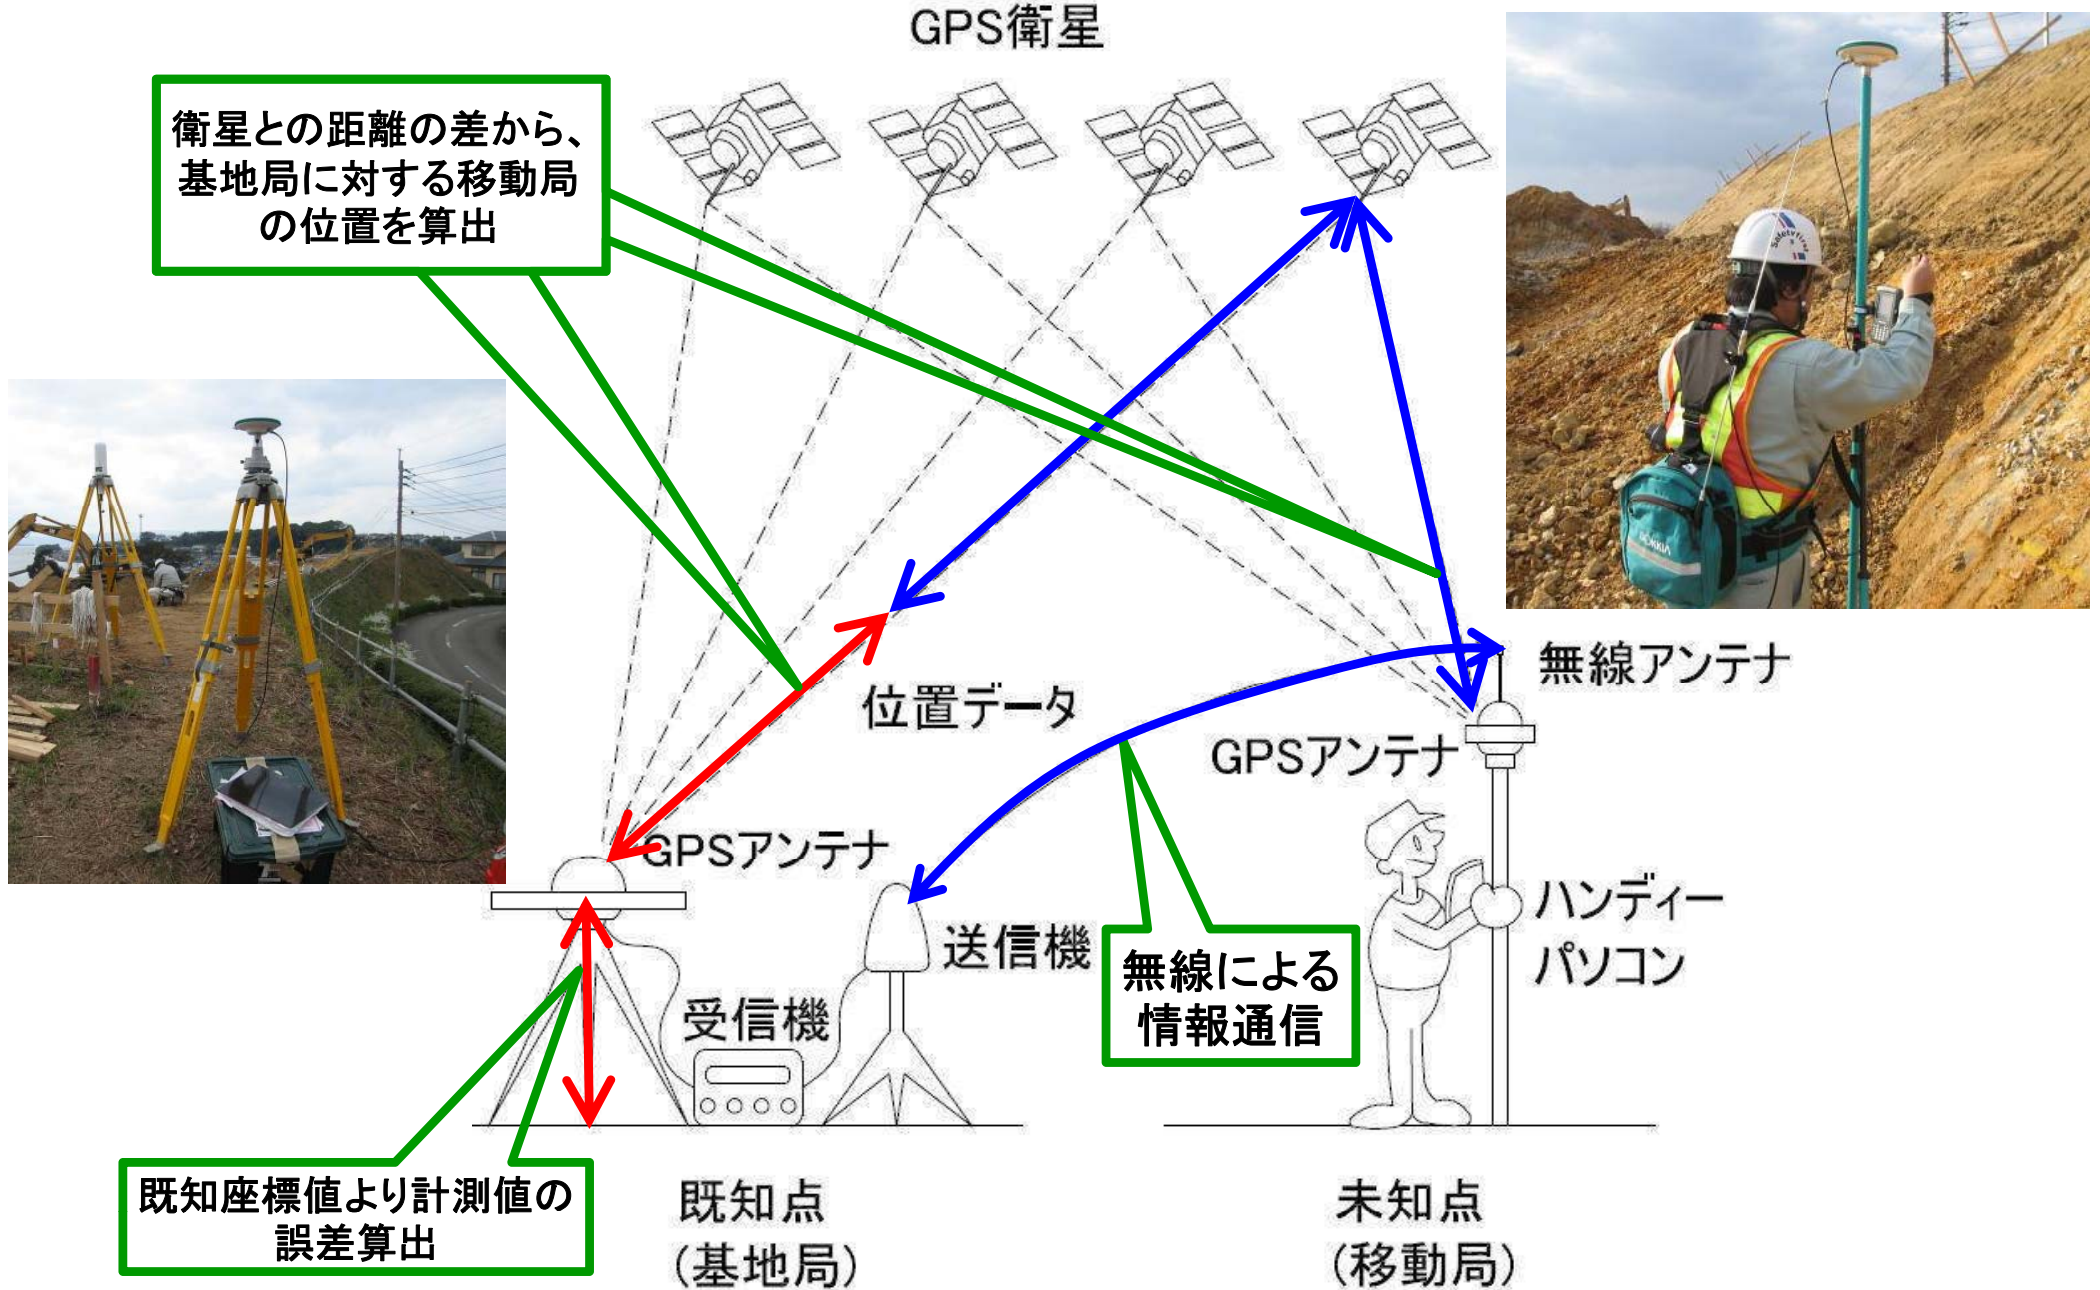 GPS衛星
衛星との距離の差から、
基地局に対する移動局
の位置を算出
Safety first
位置データ
無線アンテナ
GPSアンテナ
GPSアンテナ
送信機
受信機
ハンディー
パソコン
無線による
情報通信
既知座標値より計測値の
誤差算出
既知点
(基地局)
未知点
(移動局)
SOKKIA